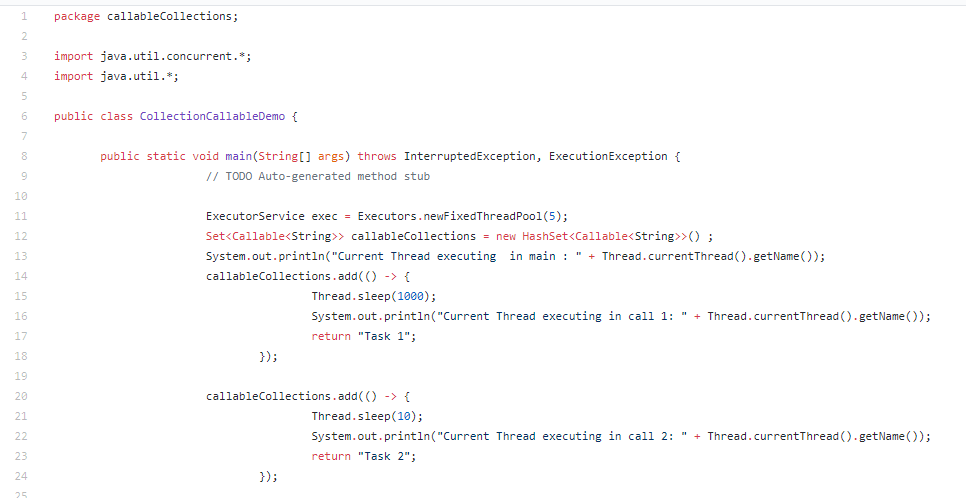 1 package callableCollections;
2
3 import java.util.concurrent.*;
4 import java.util.*;
5
6 public class CollectionCallableDemo {
7
8 public static void main(String[] args) throws InterruptedException, ExecutionException {
9 // TODO Auto-generated method stub
10
11 ExecutorService exec = Executors.newFixedThreadPool(5);
12 Set<Callable<String>> callableCollections = new HashSet<Callable<String>>() ;
13 System.out.println("Current Thread executing  in main : " + Thread.currentThread().getName());
14 callableCollections.add(() -> {
15 Thread.sleep(1000);
16 System.out.println("Current Thread executing in call 1: " + Thread.currentThread().getName());
17 return "Task 1";
18 });
19
20 callableCollections.add(() -> {
21 Thread.sleep(10);
22 System.out.println("Current Thread executing in call 2: " + Thread.currentThread().getName());
23 return "Task 2";
24 });
25